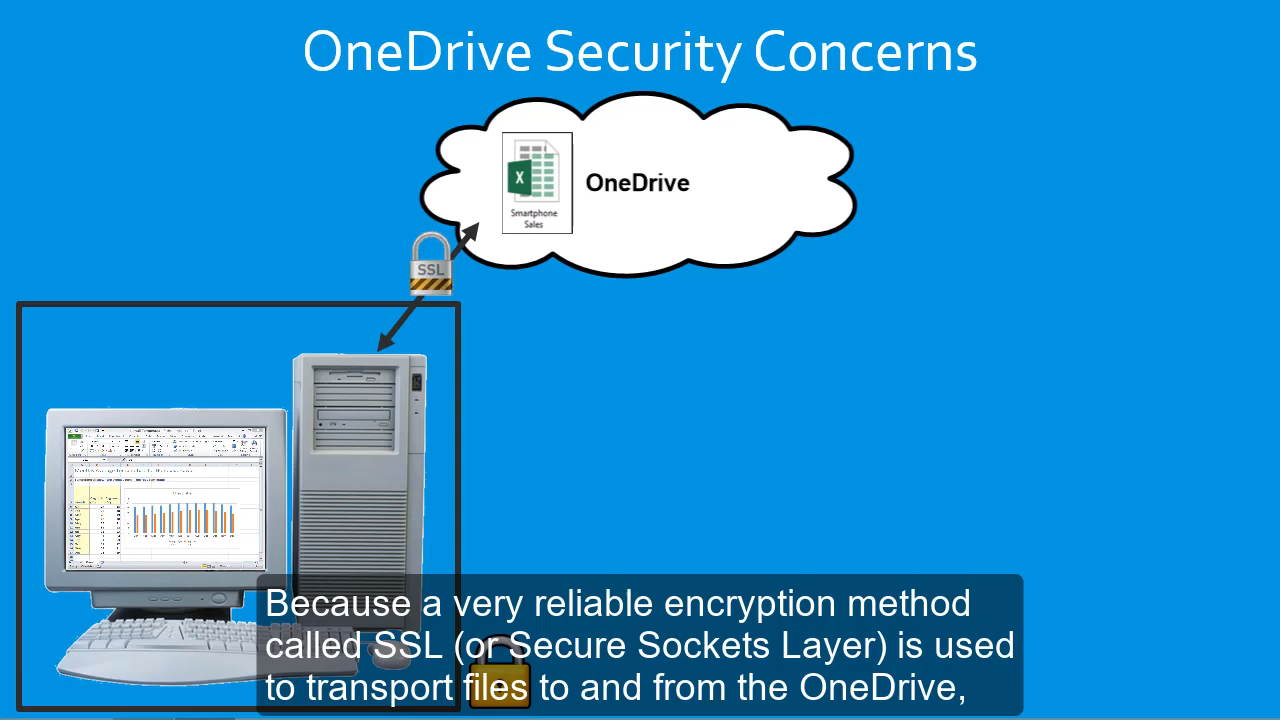 OneDrive Security Concerns
Smartphone
Sales
OneDrive
SSL
Because a very reliable encryption method
called SSL (or Secure Sockets Layer) is used
to transport files to and from the OneDrive,